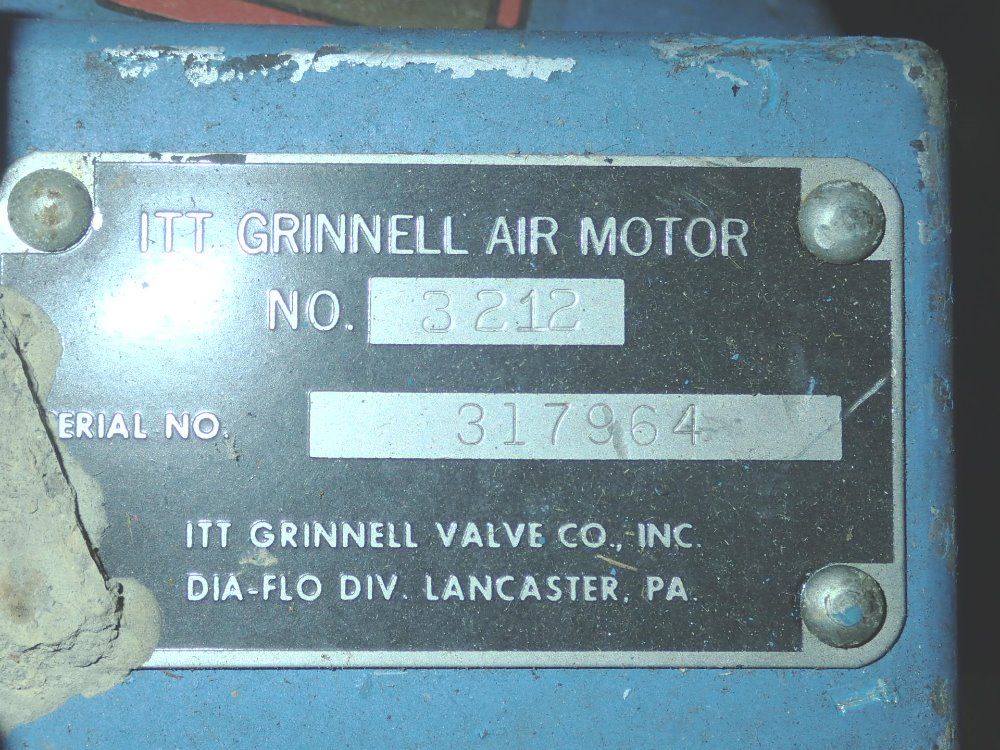 ITT GRINNELL AIR MOTOR
NO. 3212
ERIAL NO. 317964
ITT GRINNELL VALVE CO., INC.
DIA-FLO DIV. LANCASTER, PA.